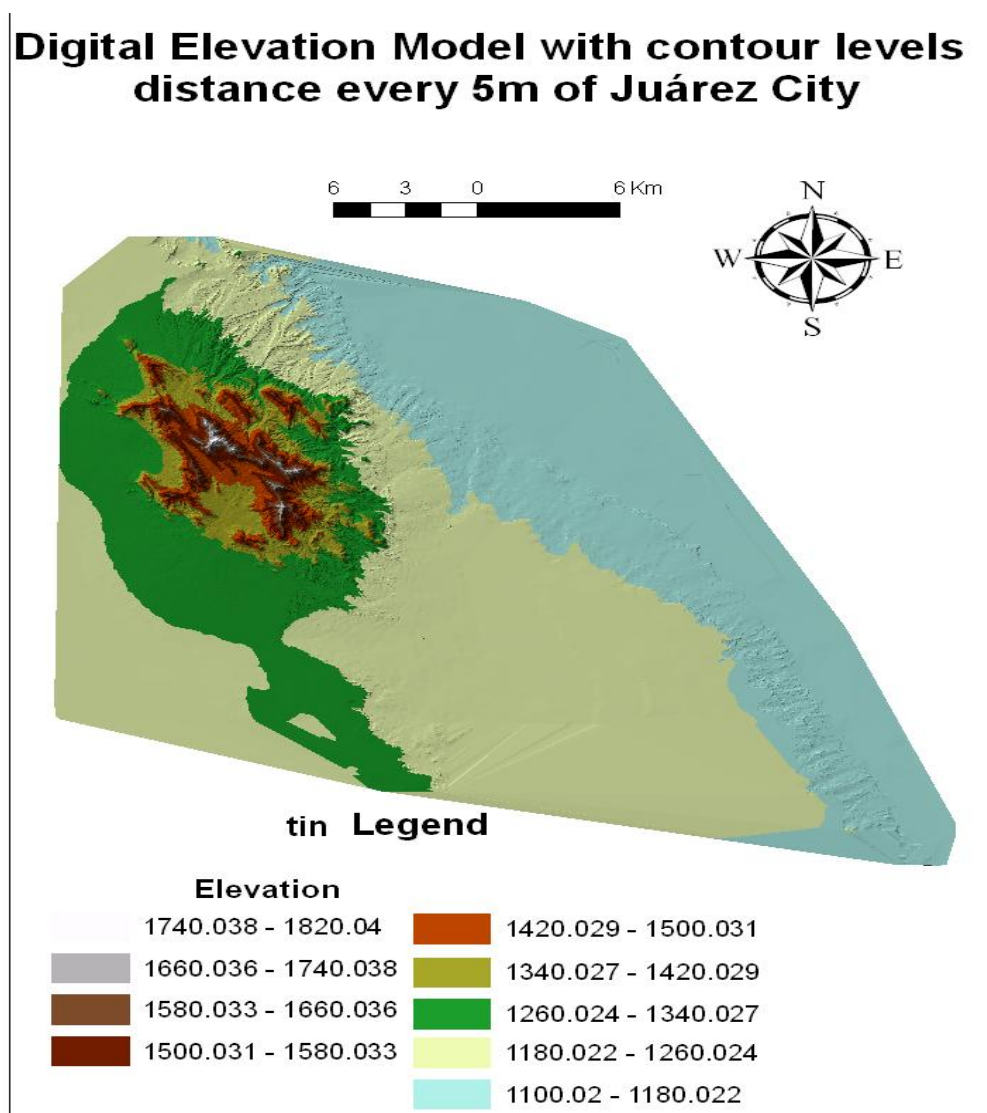 Digital Elevation Model with contour levels
distance every 5m of Juárez City
6 3 0 6 Km
N
W E
S
tin Legend
Elevation
1740.038 - 1820.04
1660.036 - 1740.038
1580.033 - 1660.036
1500.031 - 1580.033
1420.029 - 1500.031
1340.027 - 1420.029
1260.024 - 1340.027
1180.022 - 1260.024
1100.02 - 1180.022